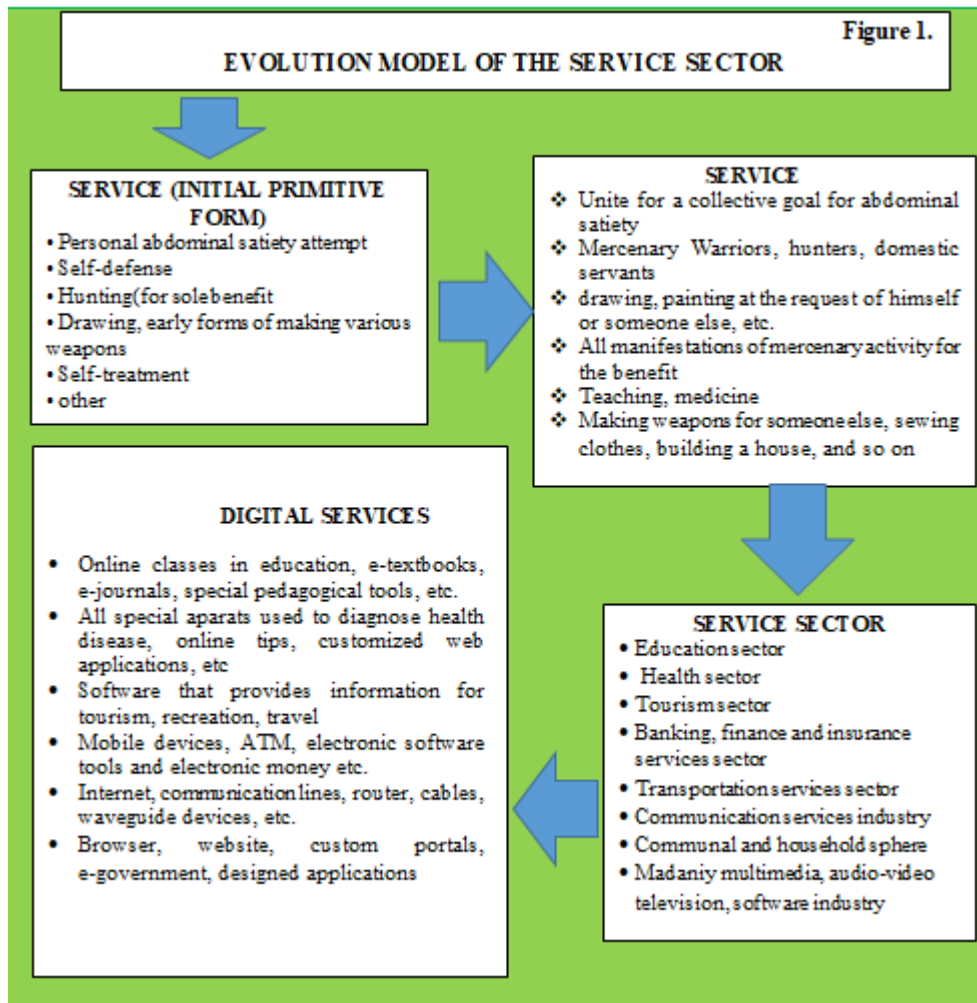 Figure 1.
EVOLUTION MODEL OF THE SERVICE SECTOR
SERVICE (INITIAL PRIMITIVE
FORM)
• Personal abdominal satiety attempt
• Self-defense
• Hunting(for sole benefit
• Drawing, early forms of making various
weapons
• Self-treatment
• other
SERVICE
❖ Unite for a collective goal for abdominal
satiety
❖ Mercenary Warriors, hunters, domestic
servants
❖ drawing, painting at the request of himself
or someone else, etc.
❖ All manifestations of mercenary activity for
the benefit
❖ Teaching, medicine
❖ Making weapons for someone else, sewing
clothes, building a house, and so on
SERVICE SECTOR
• Education sector
• Health sector
• Tourism sector
• Banking, finance and insurance
services sector
• Transportation services sector
• Communication services industry
• Communal and household sphere
• Madaniy multimedia, audio-video
television, software industry
DIGITAL SERVICES
• Online classes in education, e-textbooks,
e-journals, special pedagogical tools, etc.
• All special aparats used to diagnose health
disease, online tips, customized web
applications, etc
• Software that provides information for
tourism, recreation, travel
• Mobile devices, ATM, electronic software
tools and electronic money etc.
• Internet, communication lines, router, cables,
waveguide devices, etc.
• Browser, website, custom portals,
e-government, designed applications